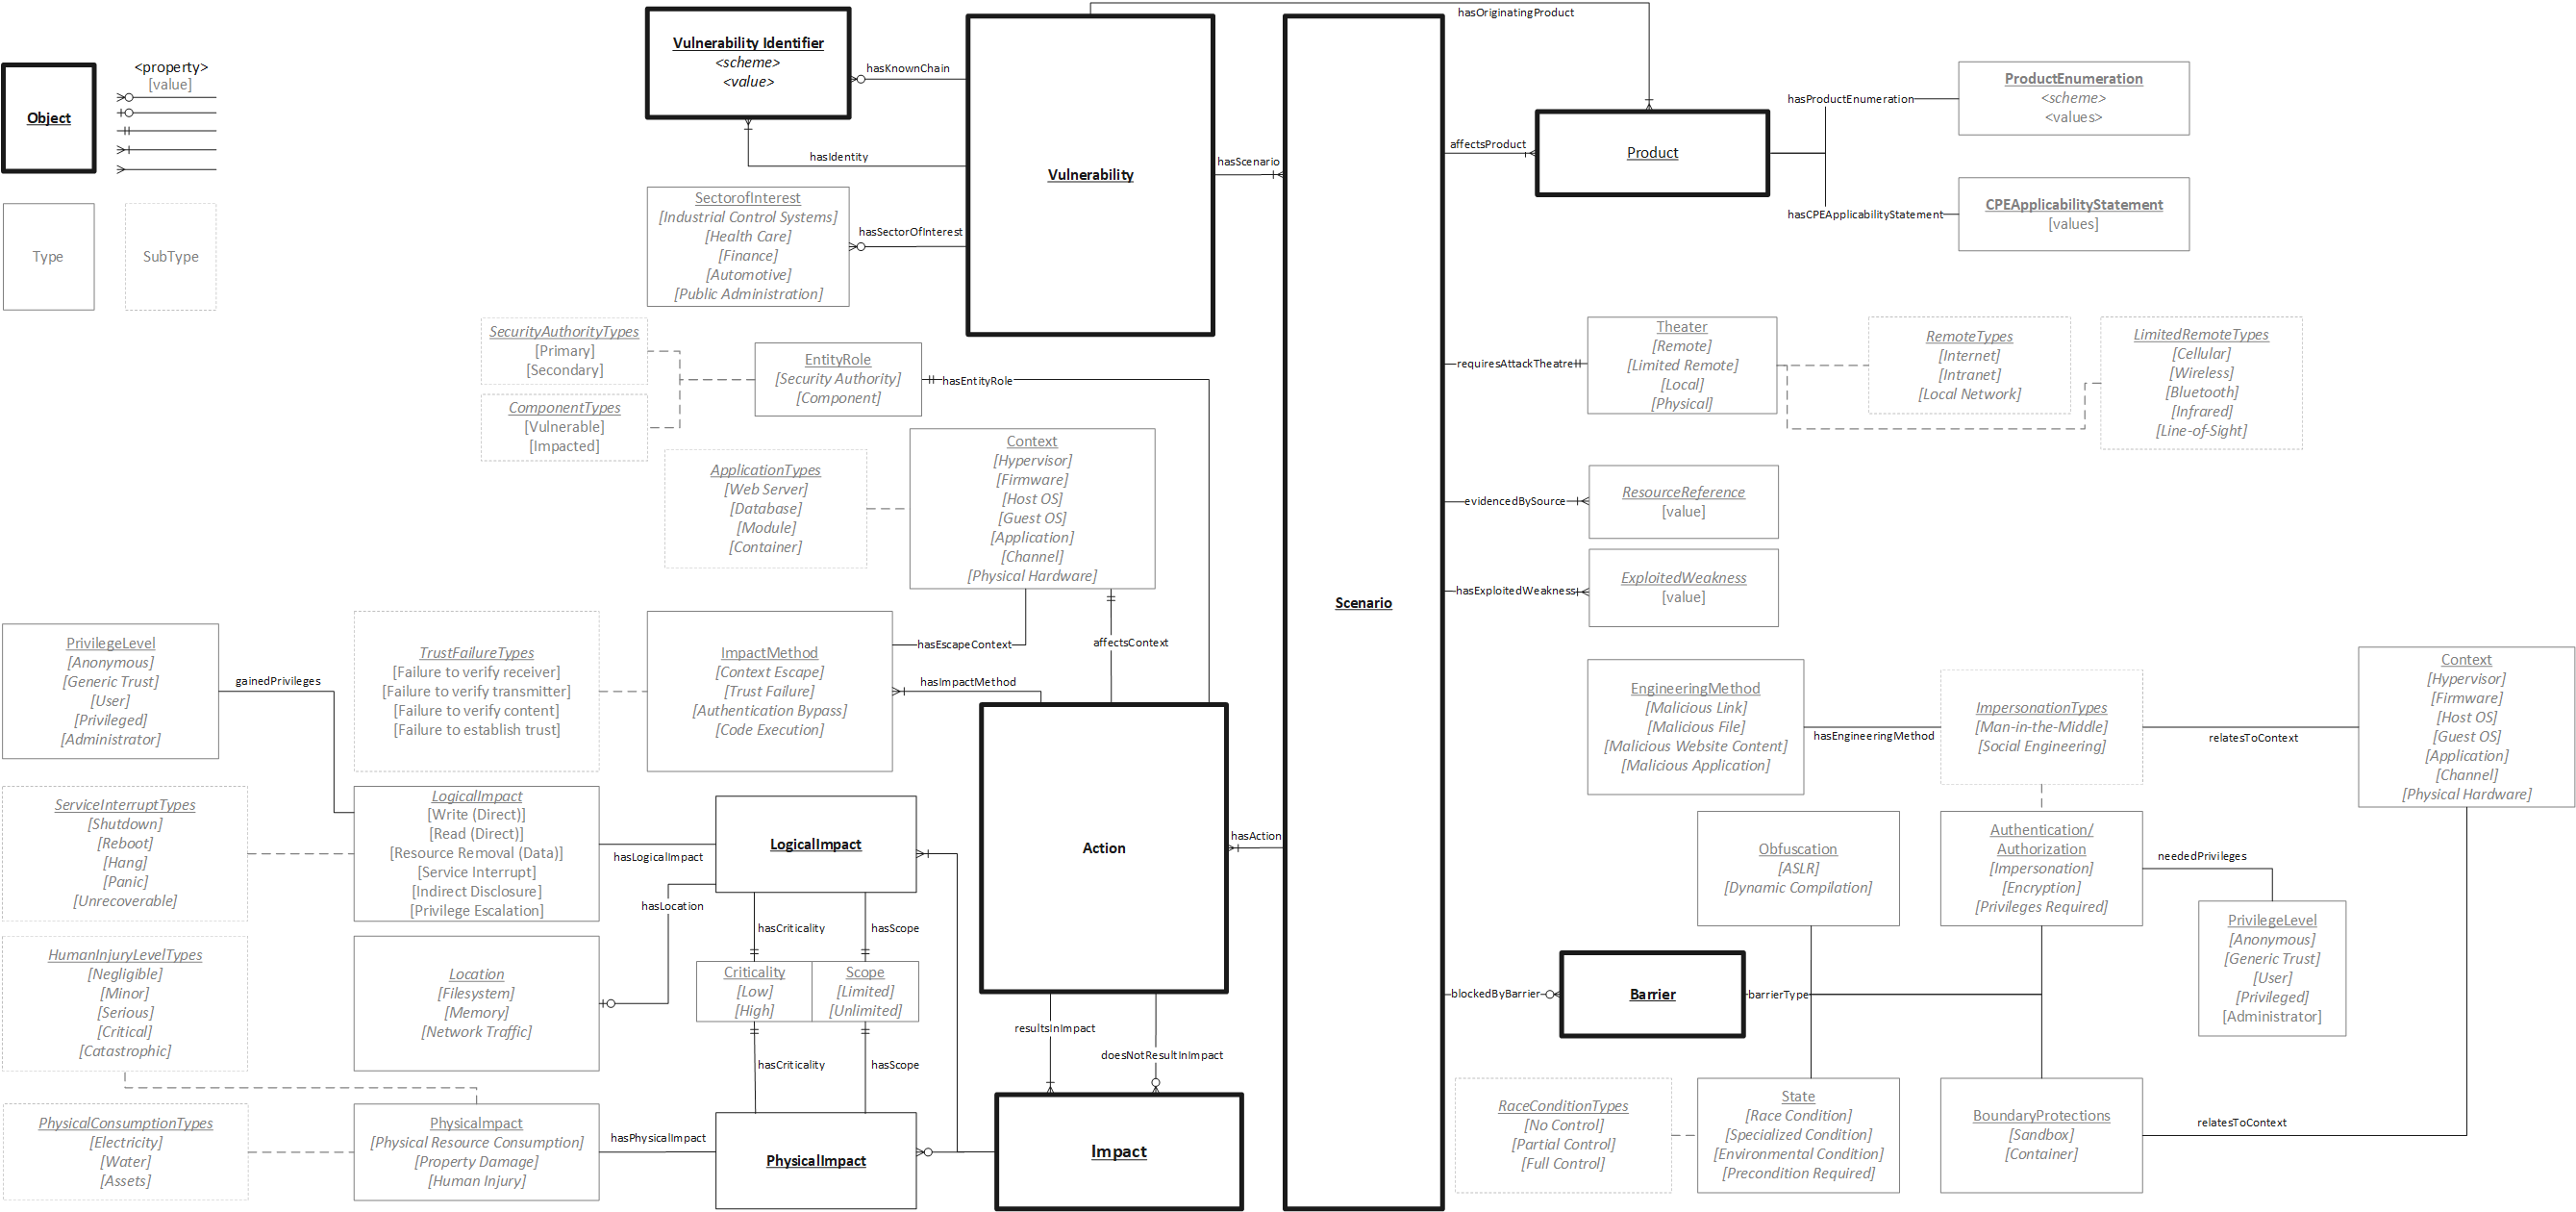 Object
<property>
[value]
Type
SubType
Vulnerability Identifier
<scheme>
<value>
hasKnownChain
hasIdentity
SectorofInterest
[Industrial Control Systems]
[Health Care]
[Finance]
[Automotive]
[Public Administration]
hasSectorOfInterest
Vulnerability
hasScenario
hasOriginatingProduct
Scenario
affectsProduct
Product
hasProductEnumeration
ProductEnumeration
<scheme>
<values>
hasCPEApplicabilityStatement
CPEApplicabilityStatement
[values]
SecurityAuthorityTypes
[Primary]
[Secondary]
ComponentTypes
[Vulnerable]
[Impacted]
EntityRole
[Security Authority]
[Component]
hasEntityRole
requiresAttackTheatre
Theater
[Remote]
[Limited Remote]
[Local]
[Physical]
RemoteTypes
[Internet]
[Intranet]
[Local Network]
LimitedRemoteTypes
[Cellular]
[Wireless]
[Bluetooth]
[Infrared]
[Line-of-Sight]
ApplicationTypes
[Web Server]
[Database]
[Module]
[Container]
Context
[Hypervisor]
[Firmware]
[Host OS]
[Guest OS]
[Application]
[Channel]
[Physical Hardware]
evidencedBySource
ResourceReference
[value]
hasExploitedWeakness
ExploitedWeakness
[value]
PrivilegeLevel
[Anonymous]
[Generic Trust]
[User]
[Privileged]
[Administrator]
gainedPrivileges
TrustFailureTypes
[Failure to verify receiver]
[Failure to verify transmitter]
[Failure to verify content]
[Failure to establish trust]
ImpactMethod
[Context Escape]
[Trust Failure]
[Authentication Bypass]
[Code Execution]
hasEscapeContext
affectsContext
hasImpactMethod
EngineeringMethod
[Malicious Link]
[Malicious File]
[Malicious Website Content]
[Malicious Application]
hasEngineeringMethod
ImpersonationTypes
[Man-in-the-Middle]
[Social Engineering]
relatesToContext
Context
[Hypervisor]
[Firmware]
[Host OS]
[Guest OS]
[Application]
[Channel]
[Physical Hardware]
ServiceInterruptTypes
[Shutdown]
[Reboot]
[Hang]
[Panic]
[Unrecoverable]
LogicalImpact
[Write (Direct)]
[Read (Direct)]
[Resource Removal (Data)]
[Service Interrupt]
[Indirect Disclosure]
[Privilege Escalation]
hasLogicalImpact
LogicalImpact
hasLocation
Action
hasAction
Obfuscation
[ASLR]
[Dynamic Compilation]
Authentication/
Authorization
[Impersonation]
[Encryption]
[Privileges Required]
neededPrivileges
PrivilegeLevel
[Anonymous]
[Generic Trust]
[User]
[Privileged]
[Administrator]
HumanInjuryLevelTypes
[Negligible]
[Minor]
[Serious]
[Critical]
[Catastrophic]
Location
[Filesystem]
[Memory]
[Network Traffic]
hasCriticality
hasScope
Criticality
[Low]
[High]
Scope
[Limited]
[Unlimited]
hasCriticality
hasScope
resultsInImpact
doesNotResultInImpact
blockedByBarrier
Barrier
barrierType
PhysicalConsumptionTypes
[Electricity]
[Water]
[Assets]
PhysicalImpact
[Physical Resource Consumption]
[Property Damage]
[Human Injury]
hasPhysicalImpact
PhysicalImpact
Impact
RaceConditionTypes
[No Control]
[Partial Control]
[Full Control]
State
[Race Condition]
[Specialized Condition]
[Environmental Condition]
[Precondition Required]
BoundaryProtections
[Sandbox]
[Container]
relatesToContext